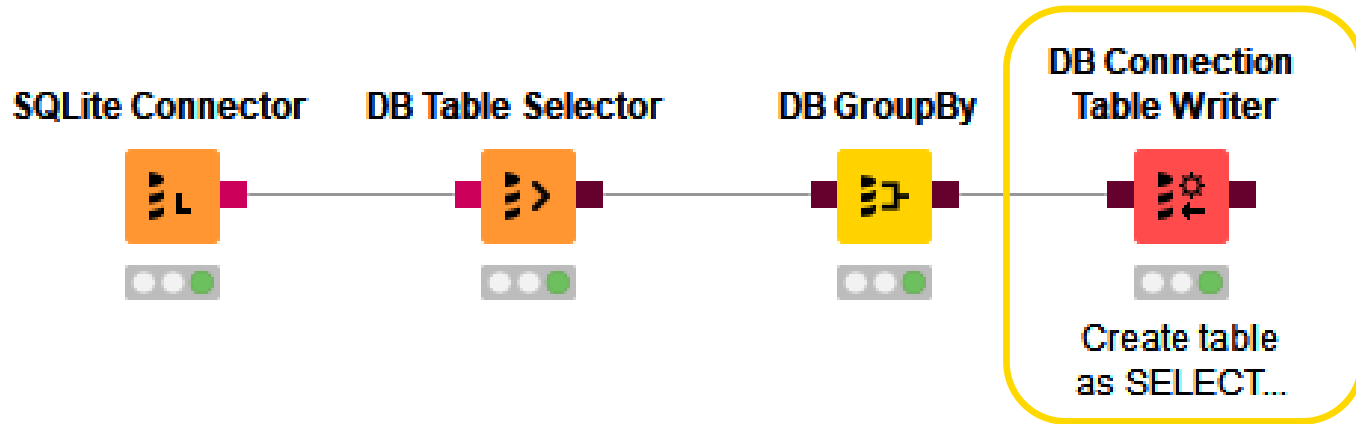 SQLite Connector
DB Table Selector
DB GroupBy
DB Connection
Table Writer
Create table
as SELECT...